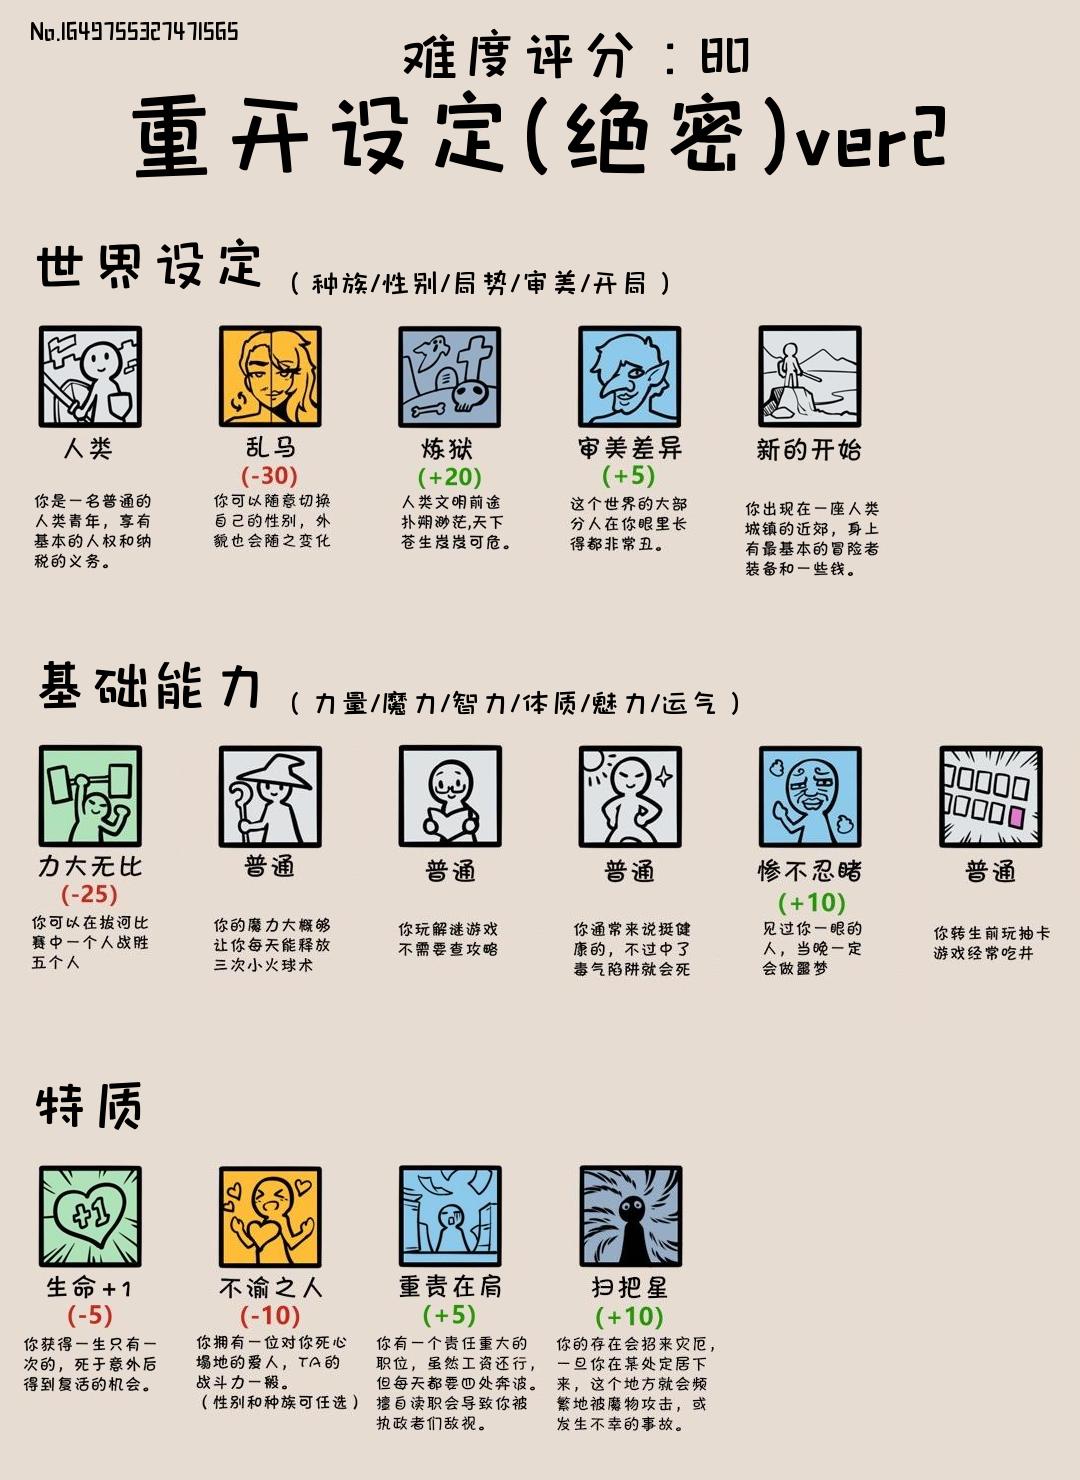 No.1649755327471565
难度评分：80
重开设定(绝密)ver2
世界设定 （种族/性别/局势/审美/开局）
人类
你是一名普通的
人类青年，享有
基本的人权和纳
税的义务。
乱马
(-30)
你可以随意切换
自己的性别，外
貌也会随之变化
炼狱
(+20)
人类文明前途
扑朔渺茫,天下
苍生岌岌可危。
审美差异
(+5)
这个世界的大部
分人在你眼里长
得都非常丑。
新的开始
你出现在一座人类
城镇的近郊，身上
有最基本的冒险者
装备和一些钱。
基础能力 （力量/魔力/智力/体质/魅力/运气）
力大无比
(-25)
你可以在拔河比
赛中一个人战胜
五个人
普通
你的魔力大概够
让你每天能释放
三次小火球术
普通
你玩解谜游戏
不需要查攻略
普通
你通常来说挺健
康的，不过中了
毒气陷阱就会死
惨不忍睹
(+10)
见过你一眼的
人，当晚一定
会做噩梦
普通
你转生前玩抽卡
游戏经常吃井
特质
+1
生命+1
(-5)
你获得一生只有一
次的，死于意外后
得到复活的机会。
不渝之人
(-10)
你拥有一位对你死心
塌地的爱人，TA的
战斗力一般。
（性别和种族可任选）
重责在肩
(+5)
你有一个责任重大的
职位，虽然工资还行，
但每天都要四处奔波。
擅自渎职会导致你被
执政者们敌视。
扫把星
(+10)
你的存在会招来灾厄，
一旦你在某处定居下
来，这个地方就会频
繁地被魔物攻击，或
发生不幸的事故。